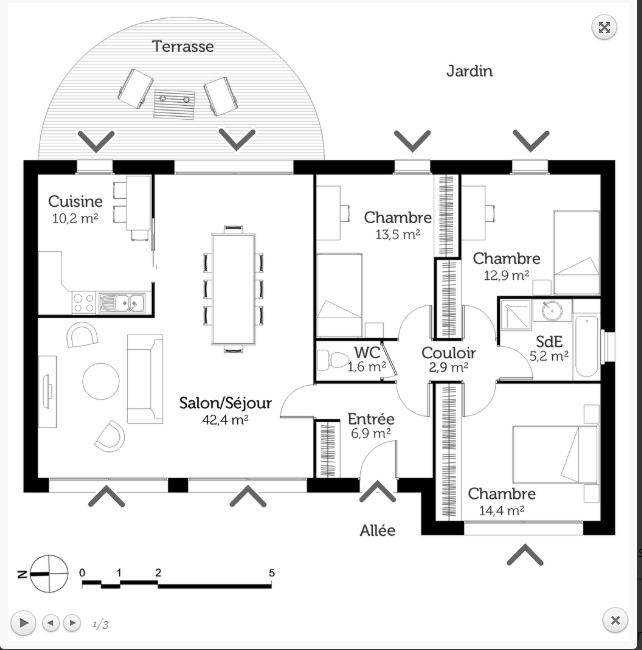 Terrasse
Jardin
Cuisine
10,2 m²
Chambre
13,5 m²
Chambre
12,9 m²
SdE
5,2 m²
WC
1,6 m²
Couloir
2,9 m²
Salon/Séjour
42,4 m²
Entrée
6,9 m²
Chambre
14,4 m²
Allée
N
0 1 2 5
1/3